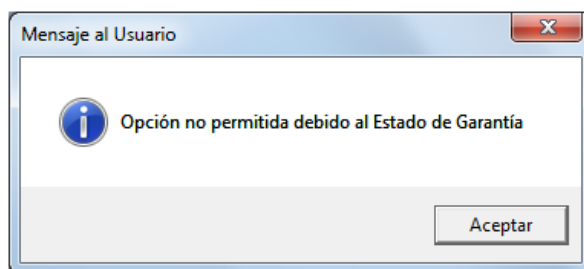 Mensaje al Usuario
Opción no permitida debido al Estado de Garantía
Aceptar